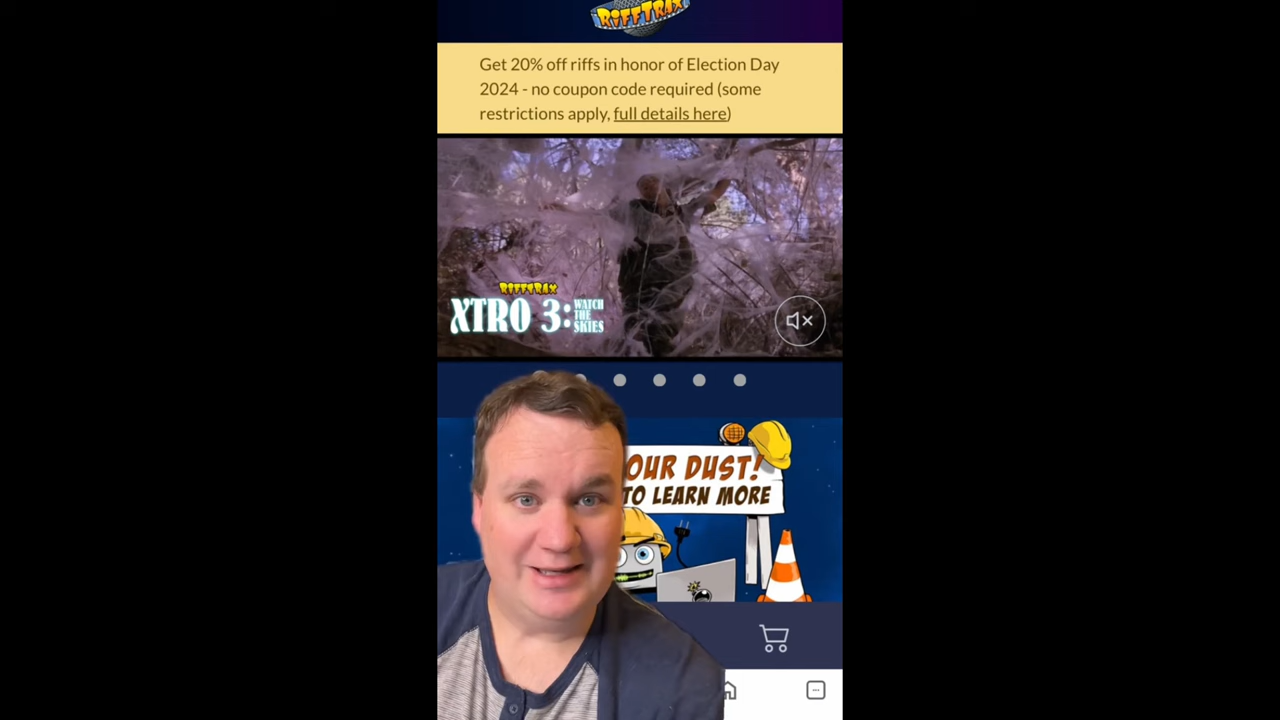 RIFFTRAX
Get 20% off riffs in honor of Election Day
2024 - no coupon code required (some
restrictions apply, full details here)
RIFFTRAX
XTRO 3: WATCH
THE
SKIES
OUR DUST!
TO LEARN MORE